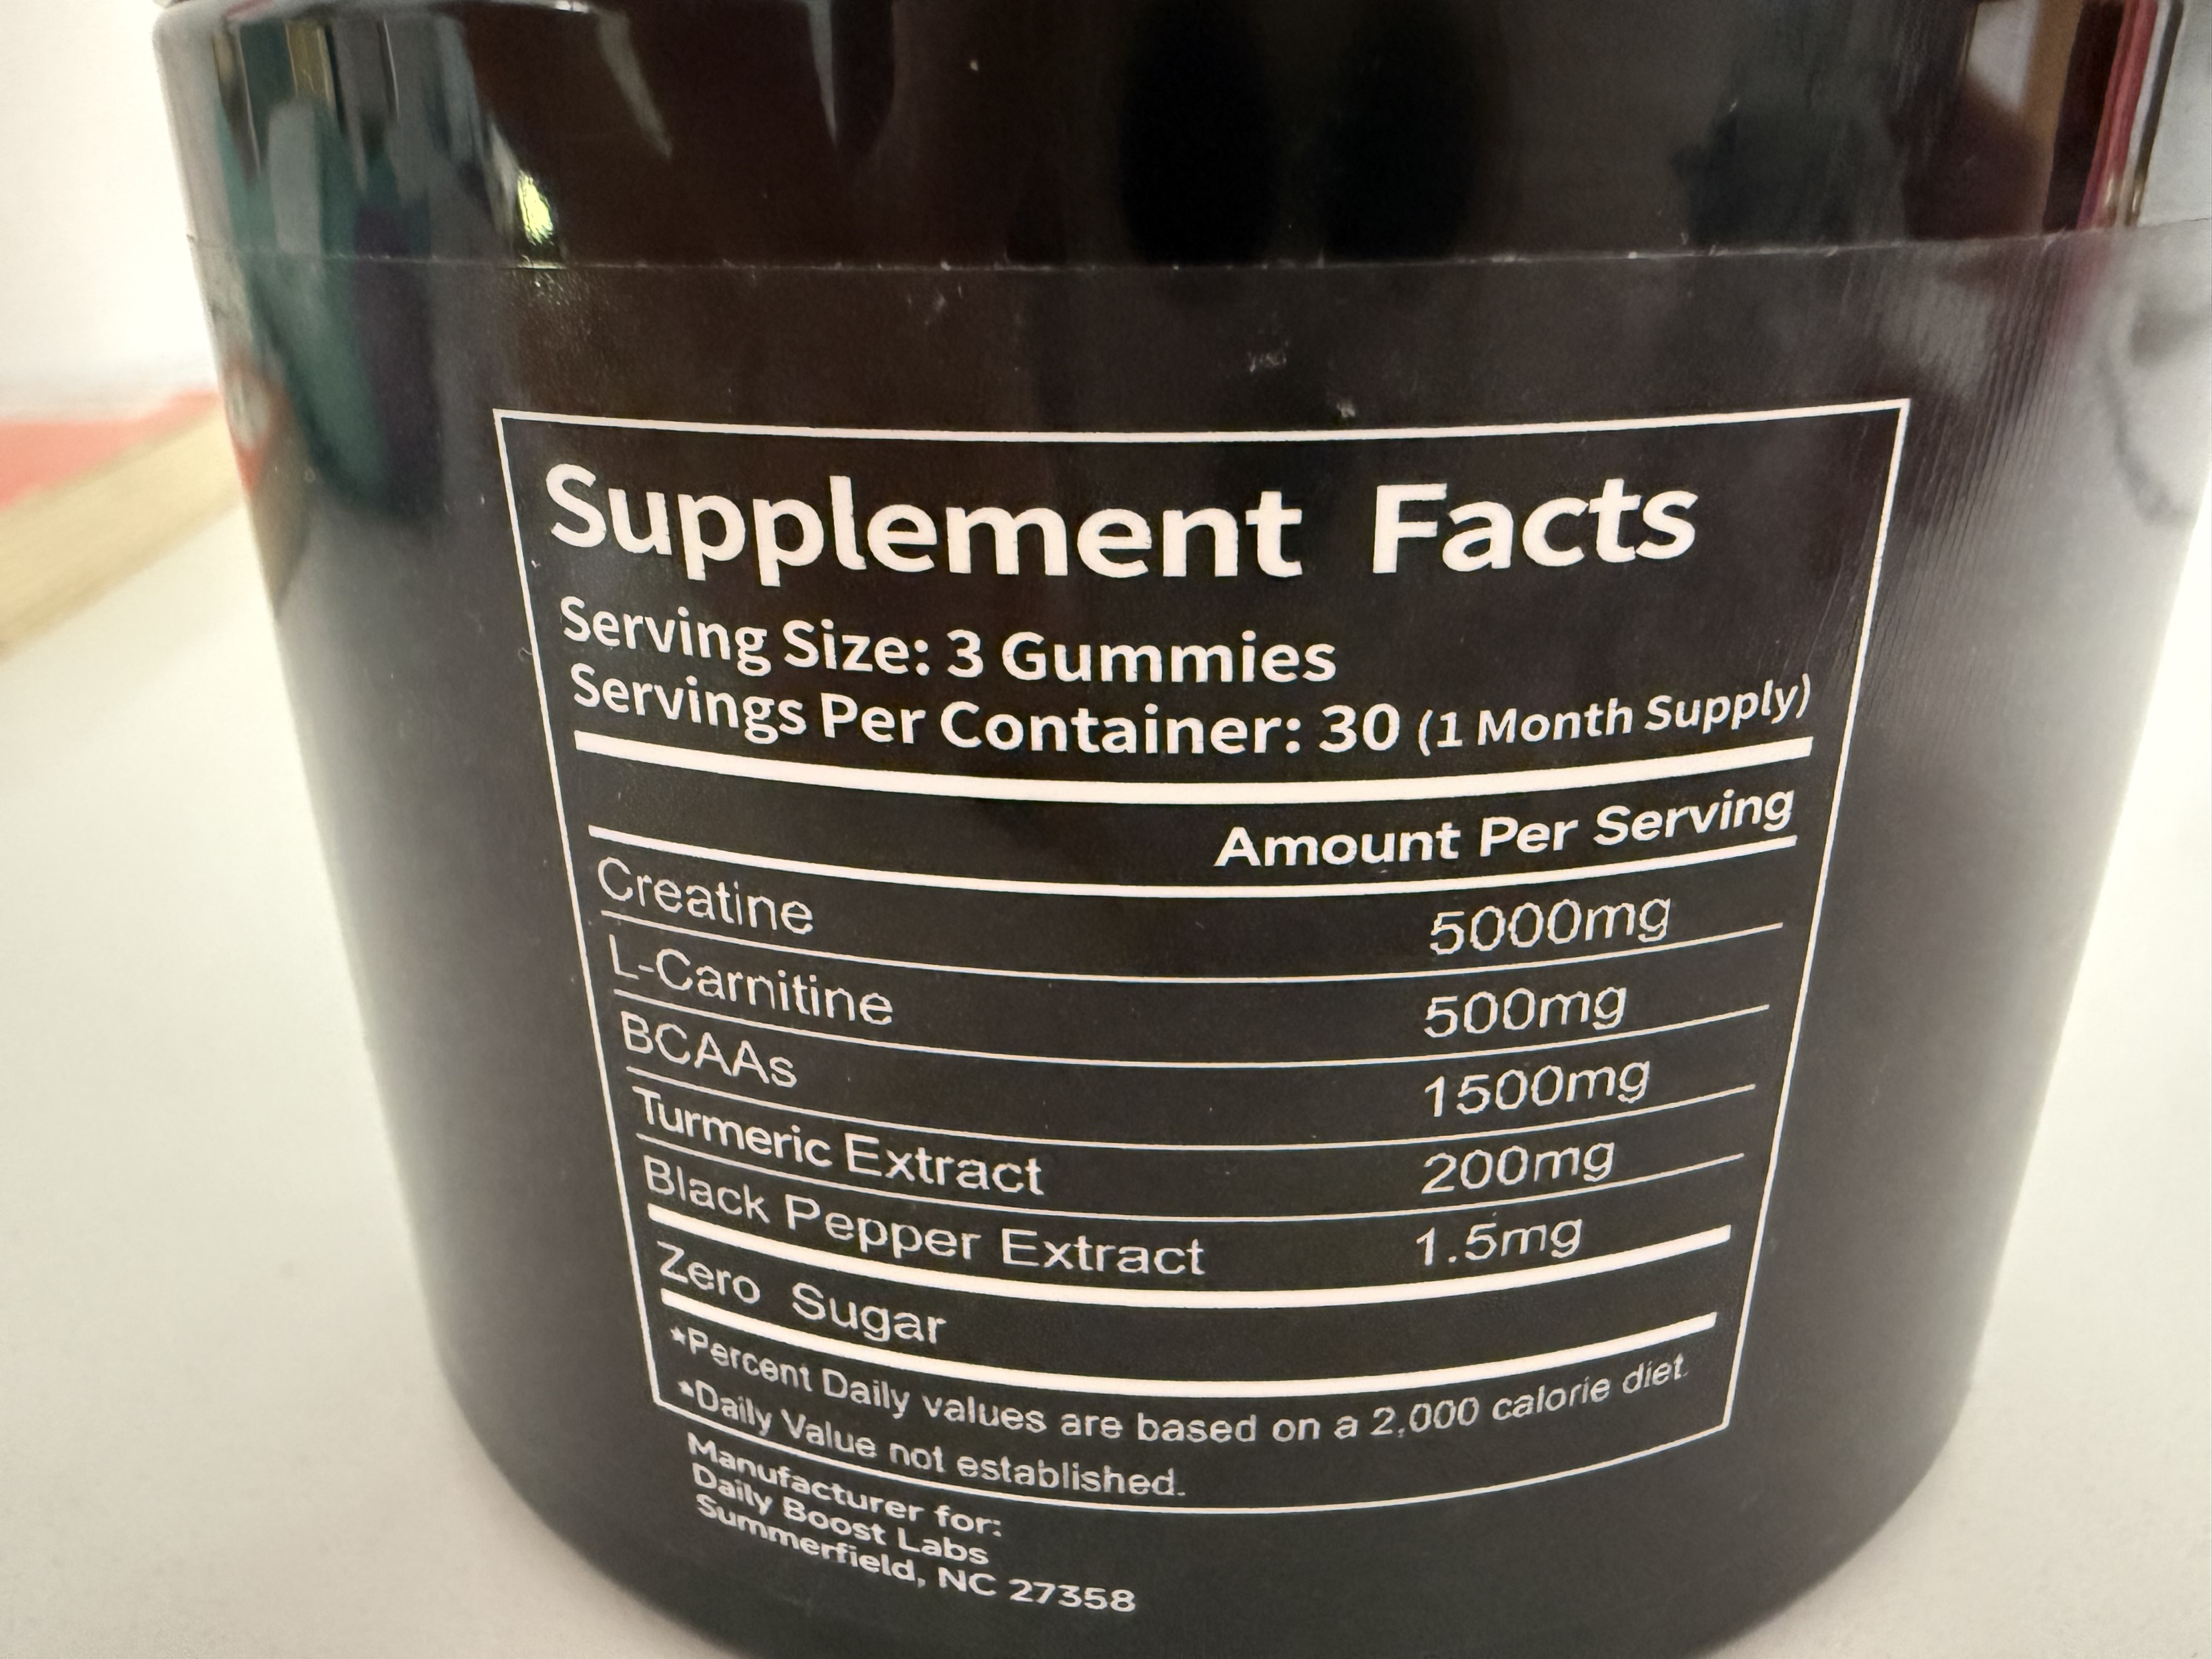 Supplement Facts
Serving Size: 3 Gummies
Servings Per Container: 30 (1 Month Supply)
Amount Per Serving
Creatine 5000mg
L-Carnitine 500mg
BCAAs 1500mg
Turmeric Extract 200mg
Black Pepper Extract 1.5mg
Zero Sugar
*Percent Daily values are based on a 2,000 calorie diet.
*Daily Value not established.
Manufacturer for:
Daily Boost Labs
Summerfield, NC 27358